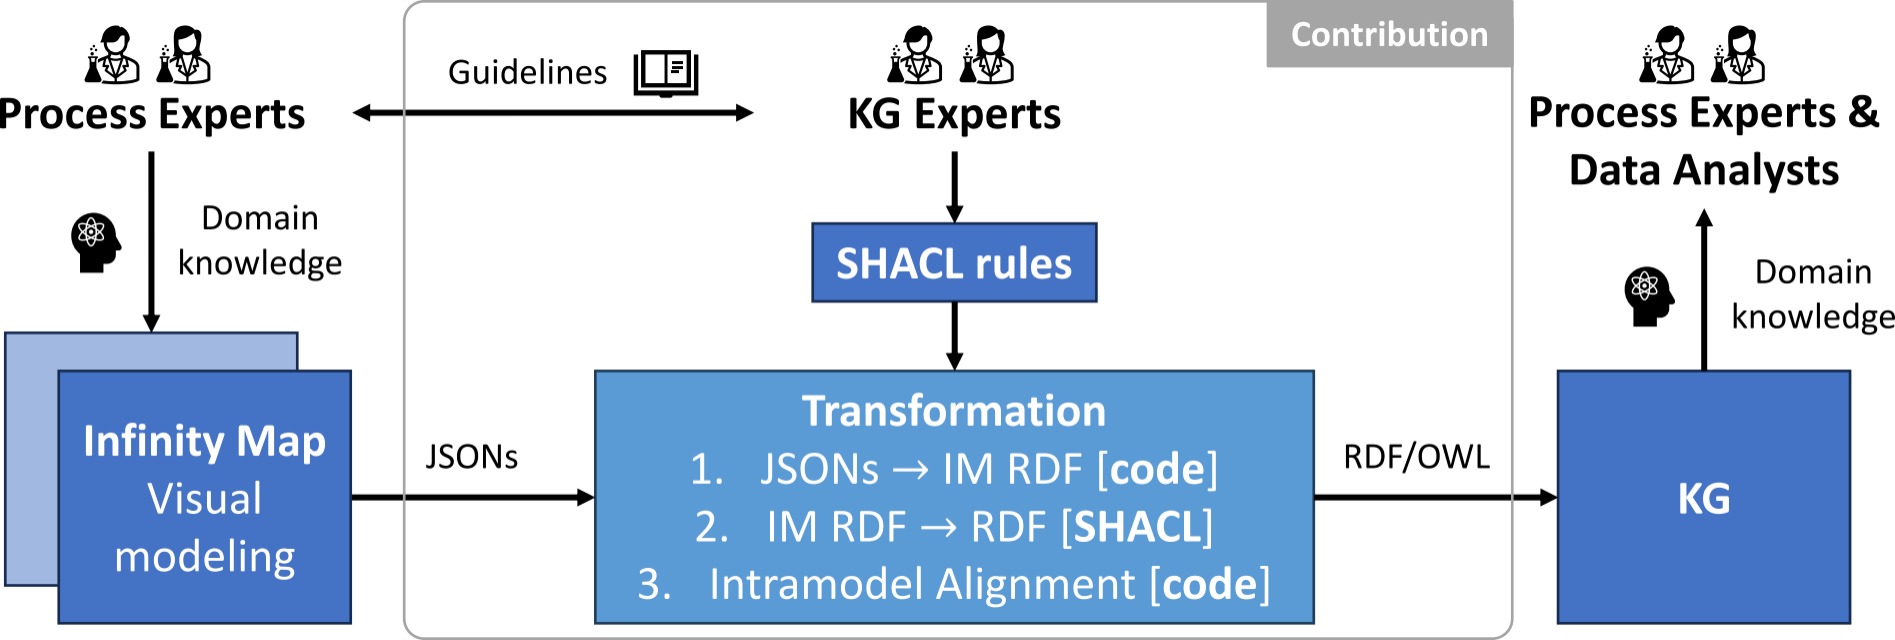 Contribution
Guidelines
Process Experts
KG Experts
Process Experts &
Data Analysts
Domain
knowledge
SHACL rules
Domain
knowledge
Infinity Map
Visual
modeling
JSONs
Transformation
1. JSONs → IM RDF [code]
2. IM RDF → RDF [SHACL]
3. Intramodel Alignment [code]
RDF/OWL
KG